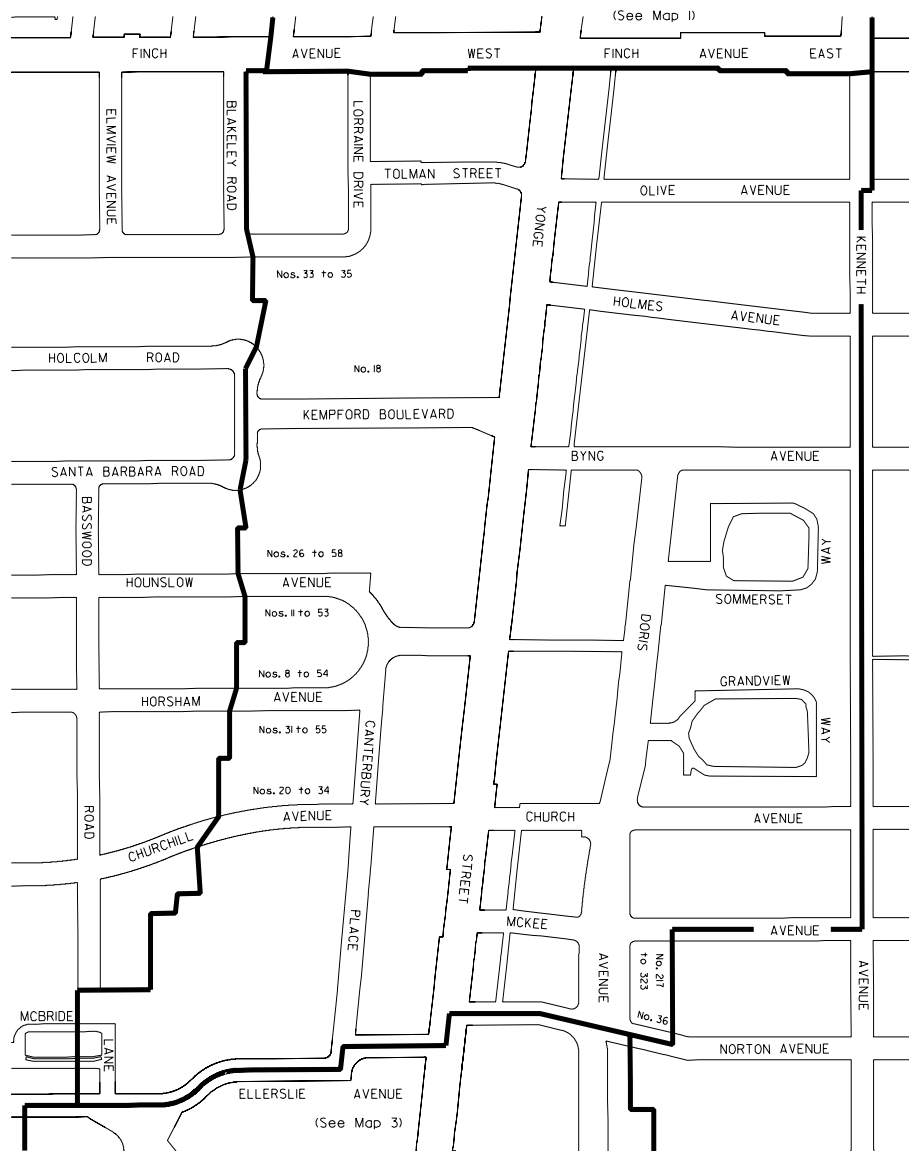 (See Map 1)
FINCH AVENUE WEST FINCH AVENUE EAST
ELMVIEW AVENUE
BLAKELEY ROAD
LORRAINE DRIVE
TOLMAN STREET
OLIVE AVENUE
YONGE
KENNETH
Nos. 33 to 35
HOLMES AVENUE
HOLCOLM ROAD
No. 18
KEMPFORD BOULEVARD
BYNG AVENUE
SANTA BARBARA ROAD
BASSWOOD
WAY
Nos. 26 to 58
HOUNSLOW AVENUE
SOMMERSET
Nos. 11 to 53
DORIS
Nos. 8 to 54
GRANDVIEW
HORSHAM AVENUE
WAY
Nos. 31 to 55
CANTERBURY
Nos. 20 to 34
ROAD
AVENUE
CHURCH AVENUE
CHURCHILL
STREET
PLACE
MCKEE AVENUE
AVENUE
No. 217
to 323
AVENUE
No. 36
MCBRIDE
LANE
NORTON AVENUE
ELLERSLIE AVENUE
(See Map 3)